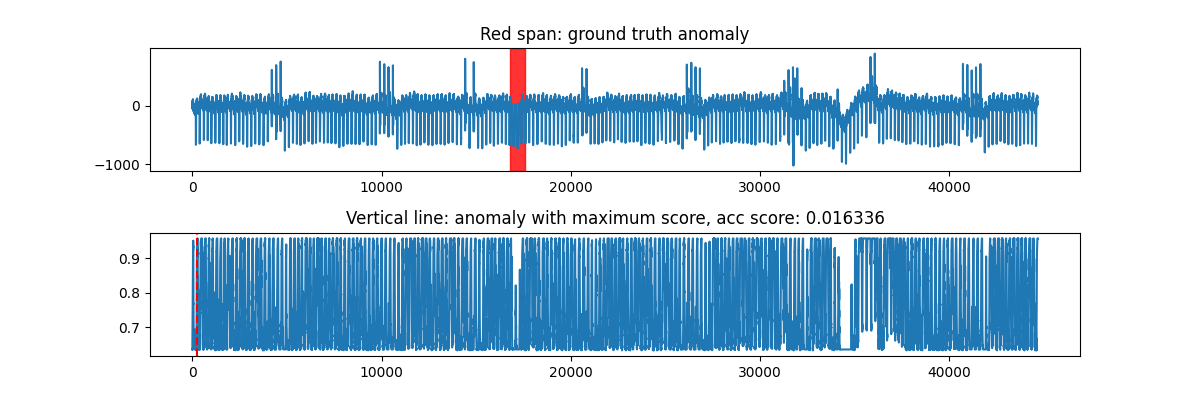 Red span: ground truth anomaly
0
−1000
0 10000 20000 30000 40000
Vertical line: anomaly with maximum score, acc score: 0.016336
0.9
0.8
0.7
0 10000 20000 30000 40000